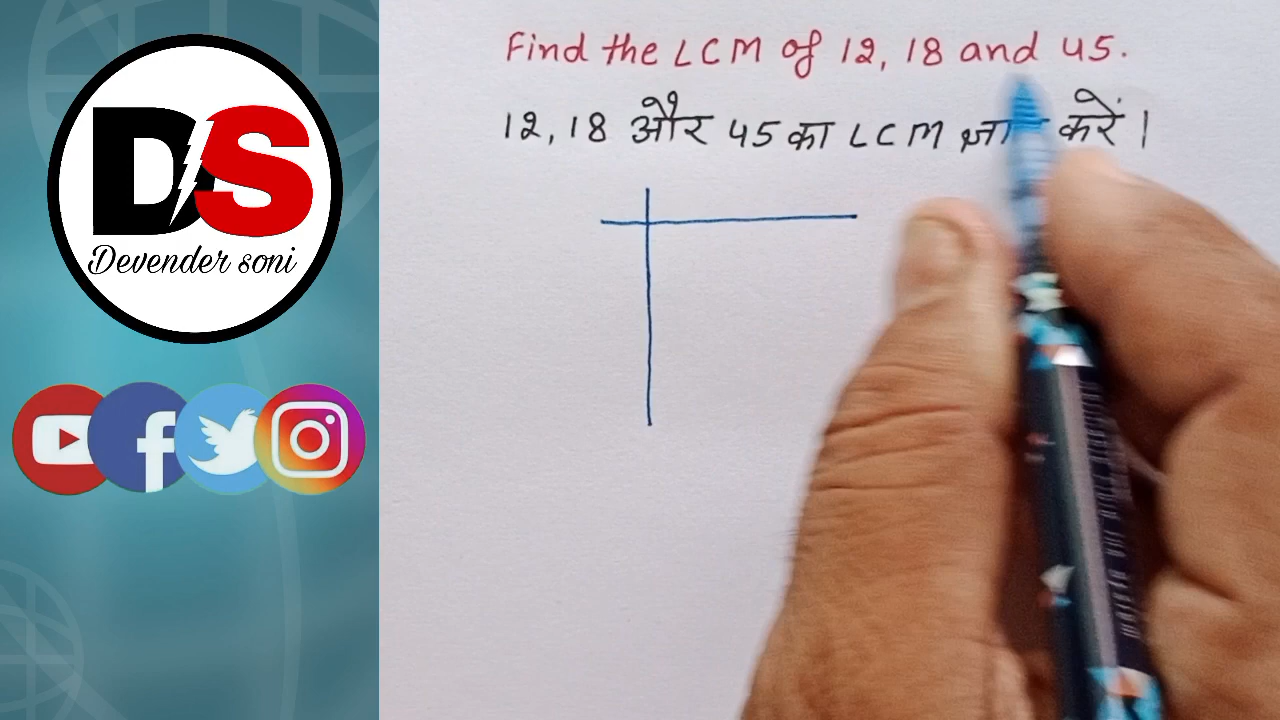 DS
Devender soni
Find the LCM of 12, 18 and 45.
12, 18 और 45 का LCM करें ।